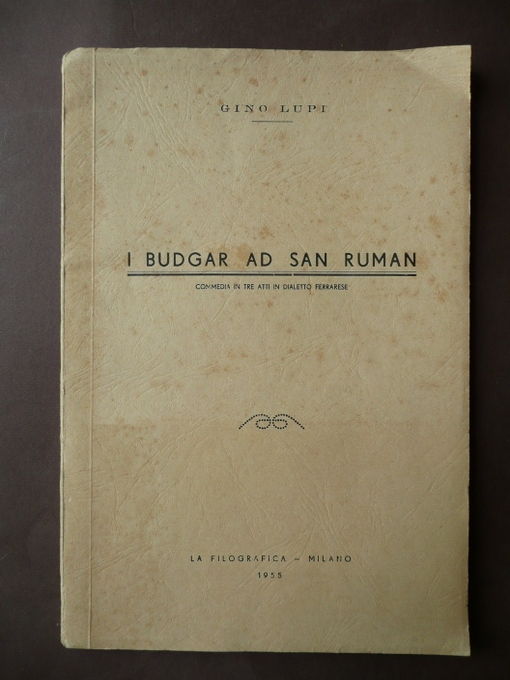 GINO LUPI
I BUDGAR AD SAN RUMAN
COMMEDIA IN TRE ATTI IN DIALETTO FERRARESE
LA FILOGRAFICA - MILANO
1955